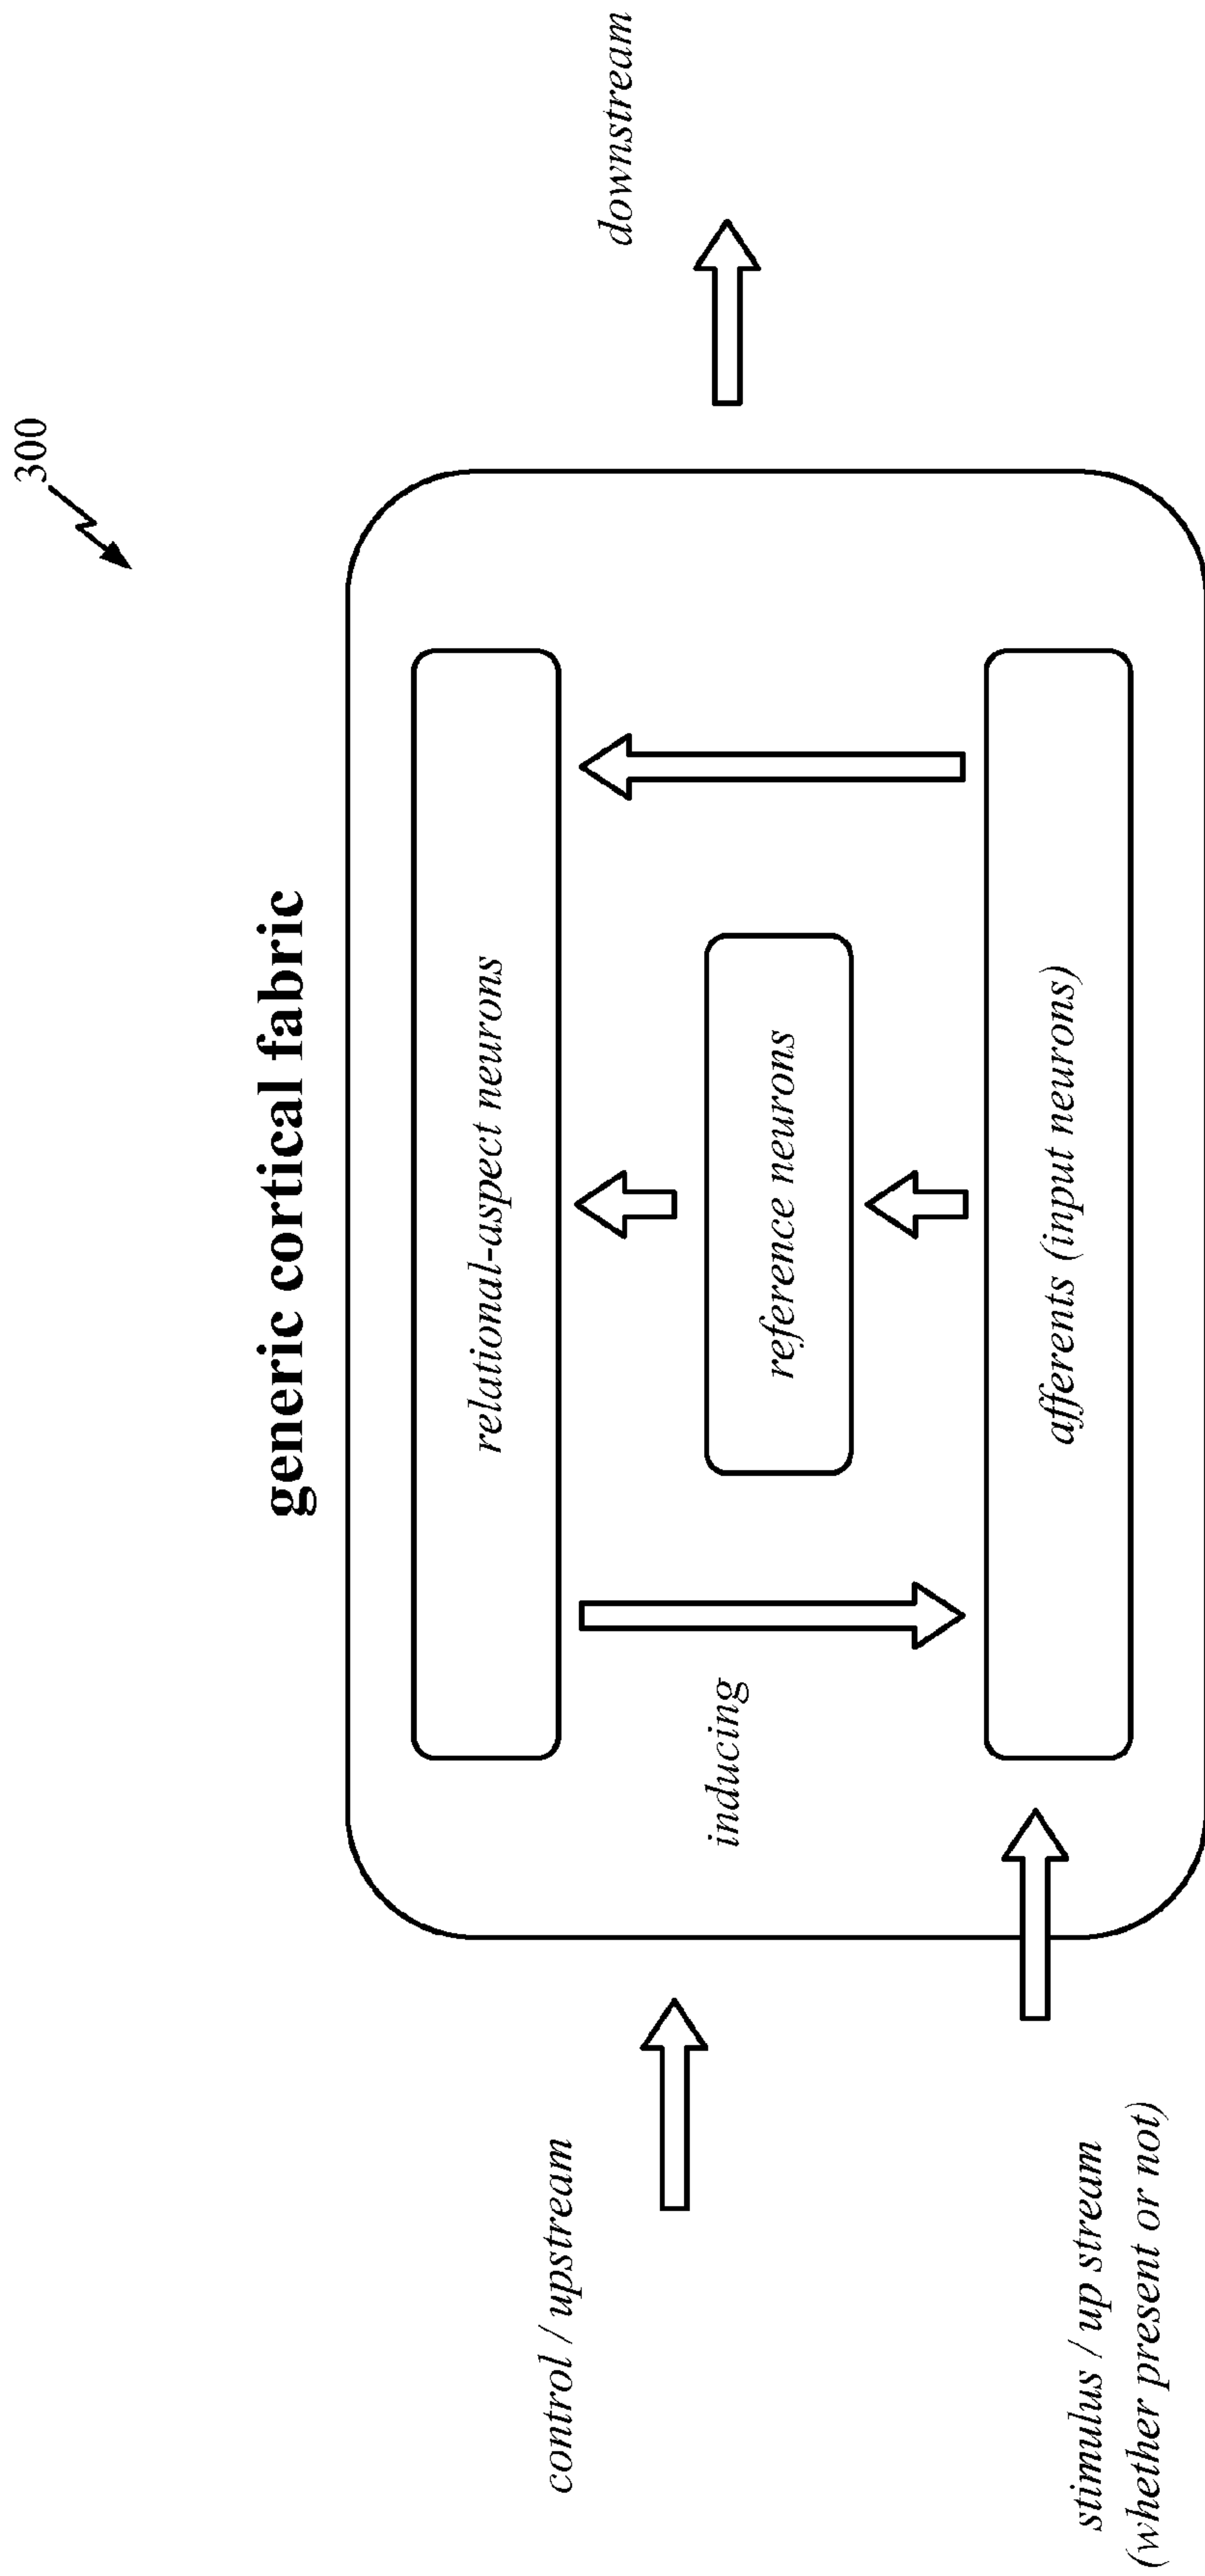 300
generic cortical fabric
control / upstream
relational-aspect neurons
downstream
inducing
reference neurons
stimulus / up stream
(whether present or not)
afferents (input neurons)